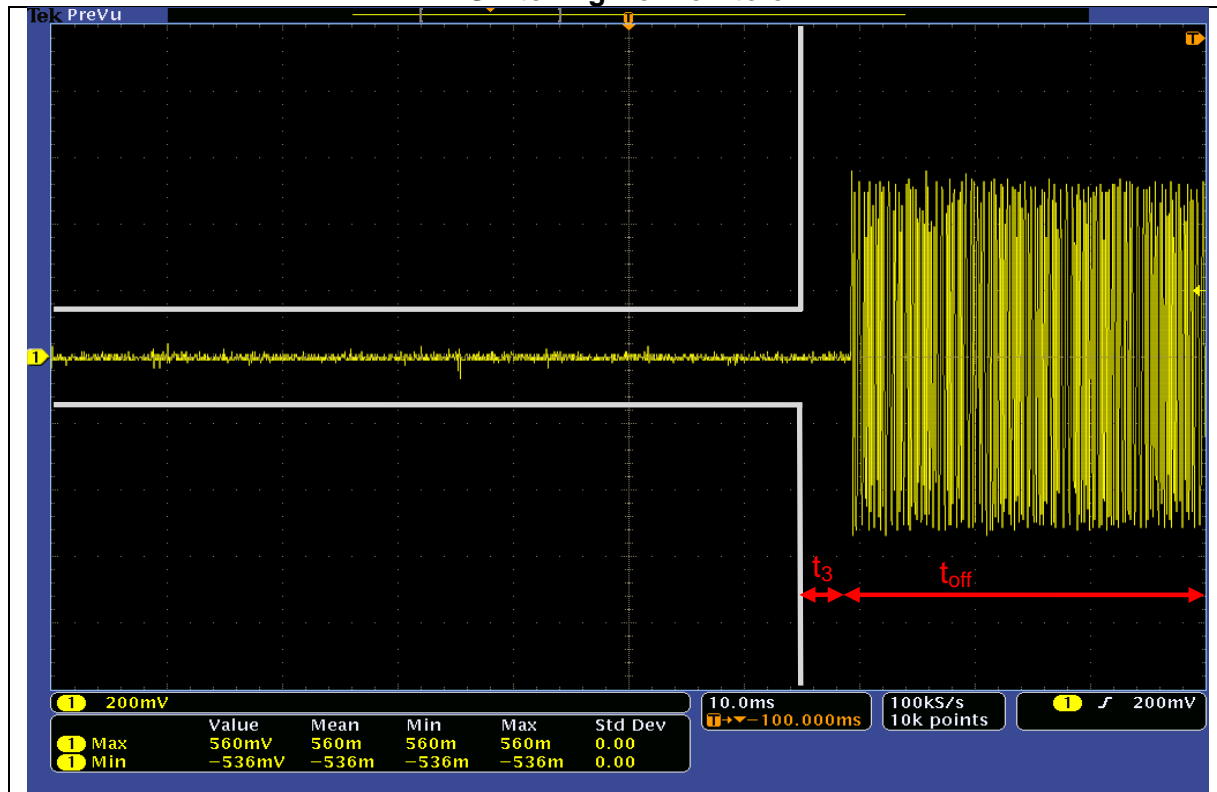 Tek PreVu
T
T
1
t3
toff
1 200mV
Value Mean Min Max Std Dev
1 Max 560mV 560m 560m 560m 0.00
1 Min −536mV −536m −536m −536m 0.00
10.0ms
T→▼−100.000ms
100kS/s
10k points
1 ʃ 200mV